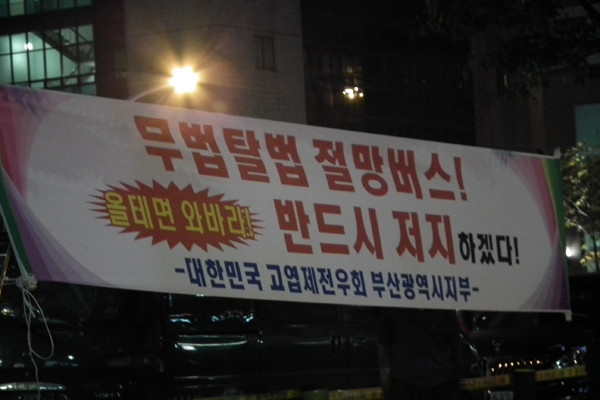 무법탈법 절망버스!
올테면 와바라! 반드시 저지하겠다!
-대한민국 고엽제전우회 부산광역시지부-